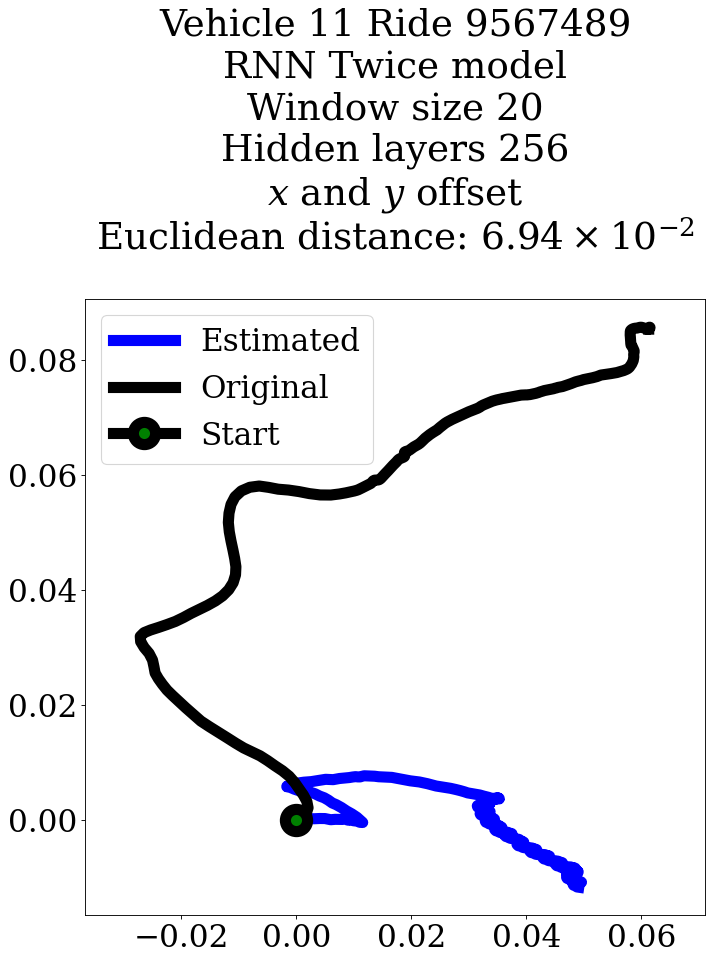 Vehicle 11 Ride 9567489
RNN Twice model
Window size 20
Hidden layers 256
x and y offset
Euclidean distance: 6.94 × 10⁻²
Estimated
Original
Start
0.08
0.06
0.04
0.02
0.00
−0.02 0.00 0.02 0.04 0.06